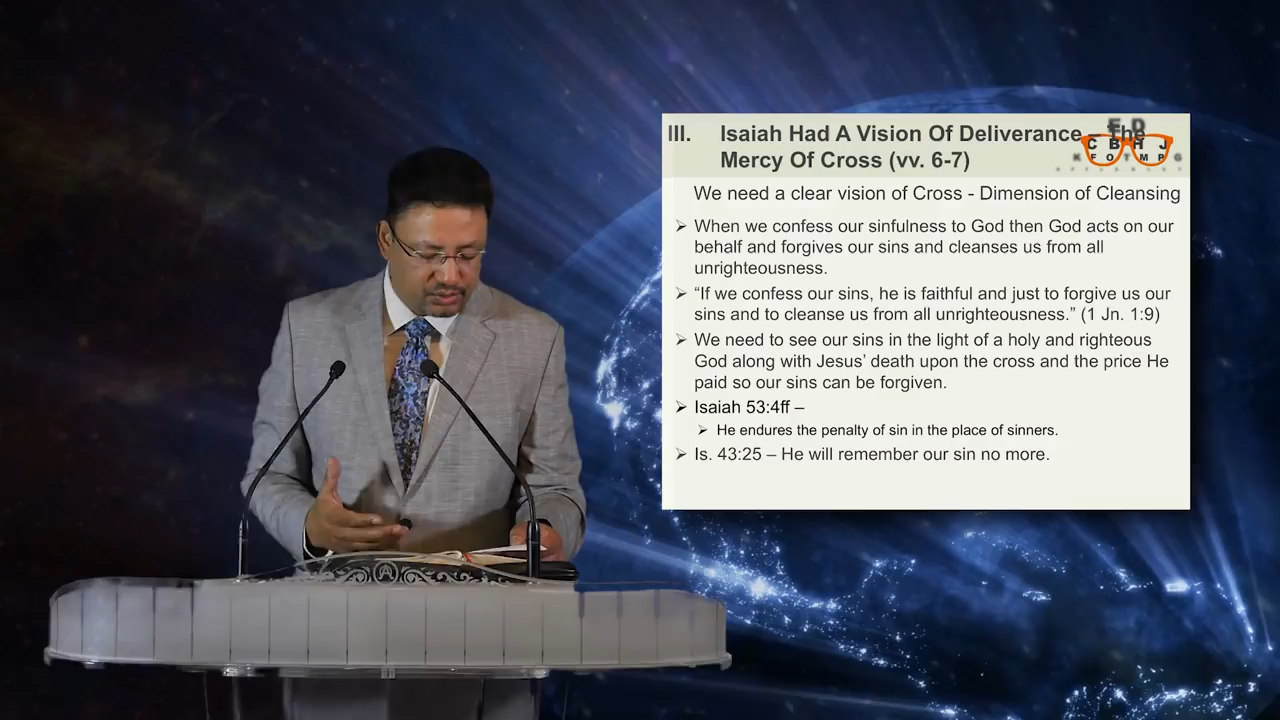 III. Isaiah Had A Vision Of Deliverance – The
Mercy Of Cross (vv. 6-7)
E D
C B H J
K F O T M P G
We need a clear vision of Cross - Dimension of Cleansing
➢ When we confess our sinfulness to God then God acts on our
behalf and forgives our sins and cleanses us from all
unrighteousness.
➢ “If we confess our sins, he is faithful and just to forgive us our
sins and to cleanse us from all unrighteousness.” (1 Jn. 1:9)
➢ We need to see our sins in the light of a holy and righteous
God along with Jesus’ death upon the cross and the price He
paid so our sins can be forgiven.
➢ Isaiah 53:4ff –
➢ He endures the penalty of sin in the place of sinners.
➢ Is. 43:25 – He will remember our sin no more.